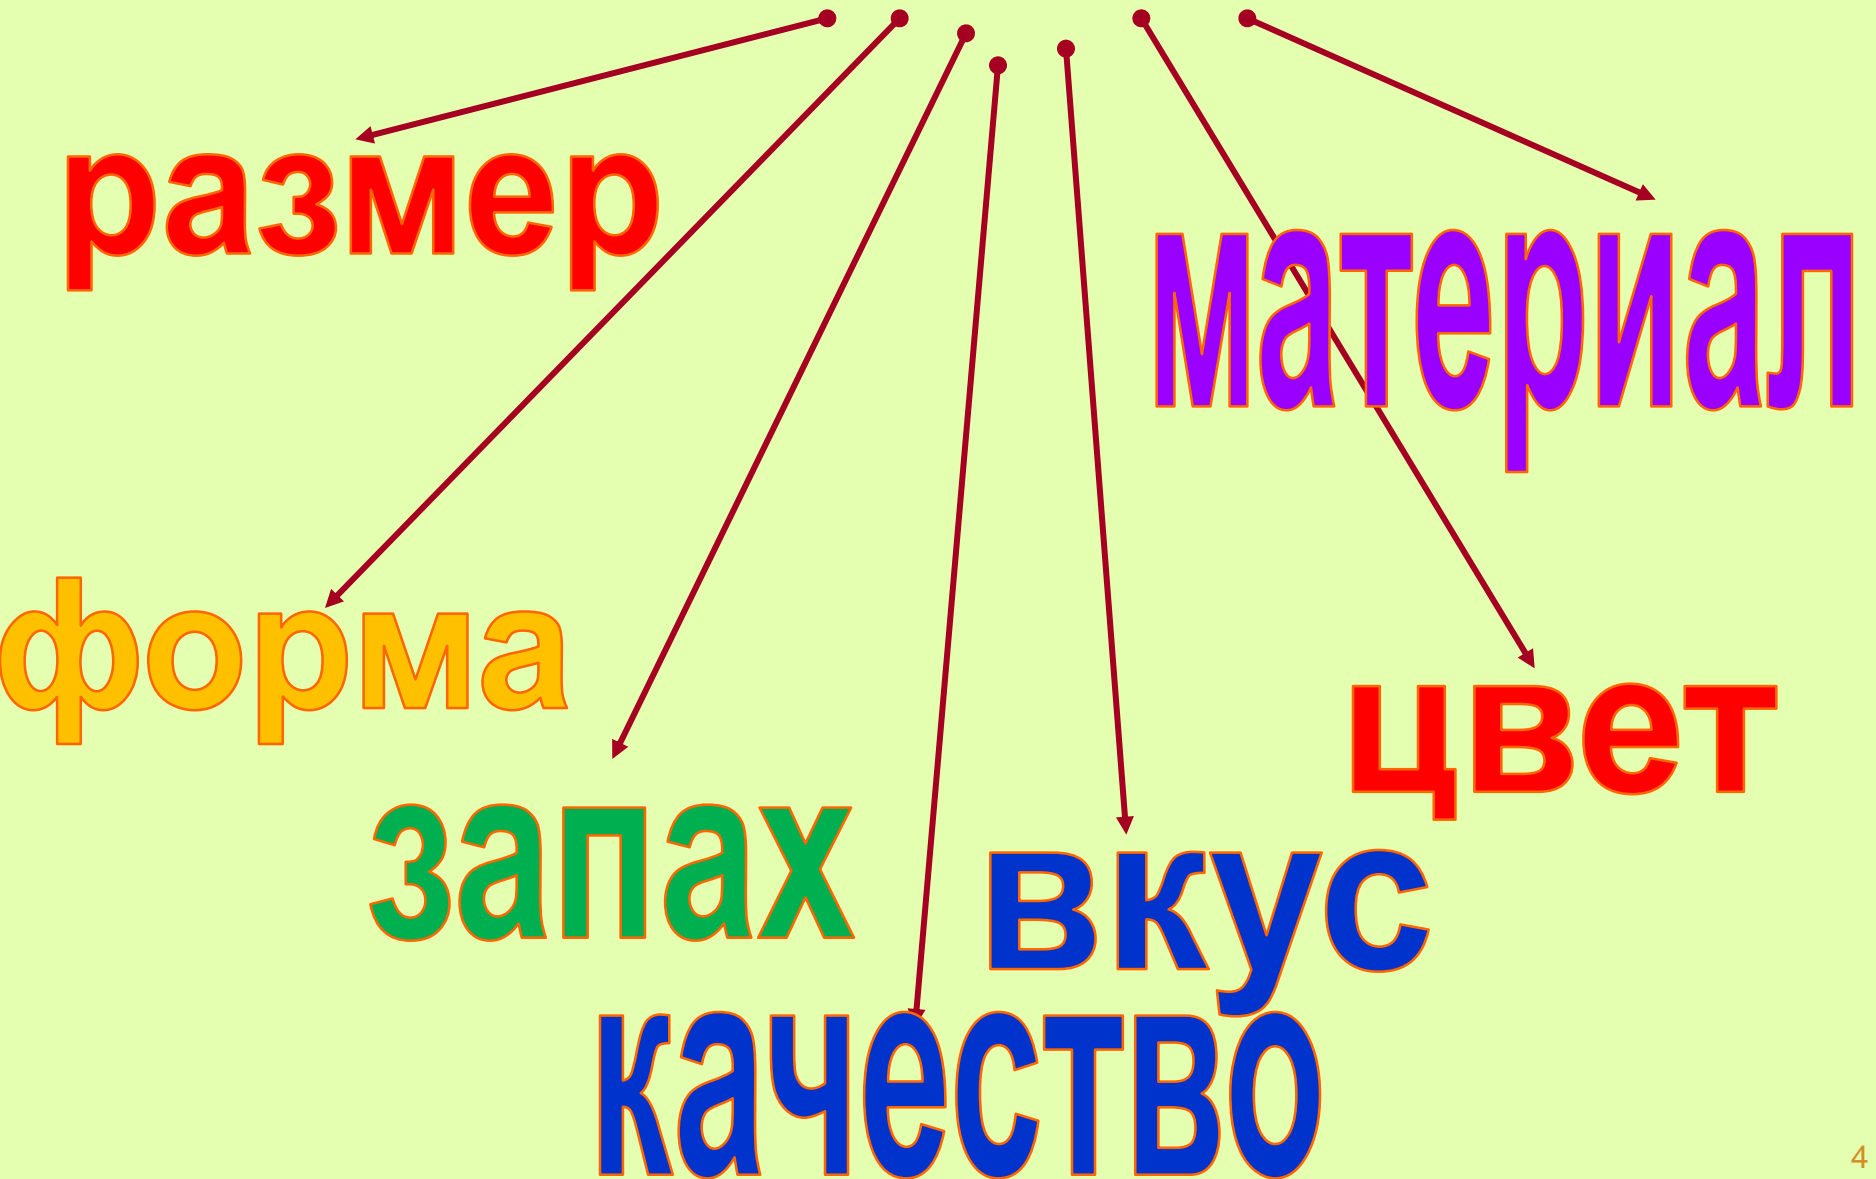 размер
материал
форма
цвет
запах
вкус
качество
4